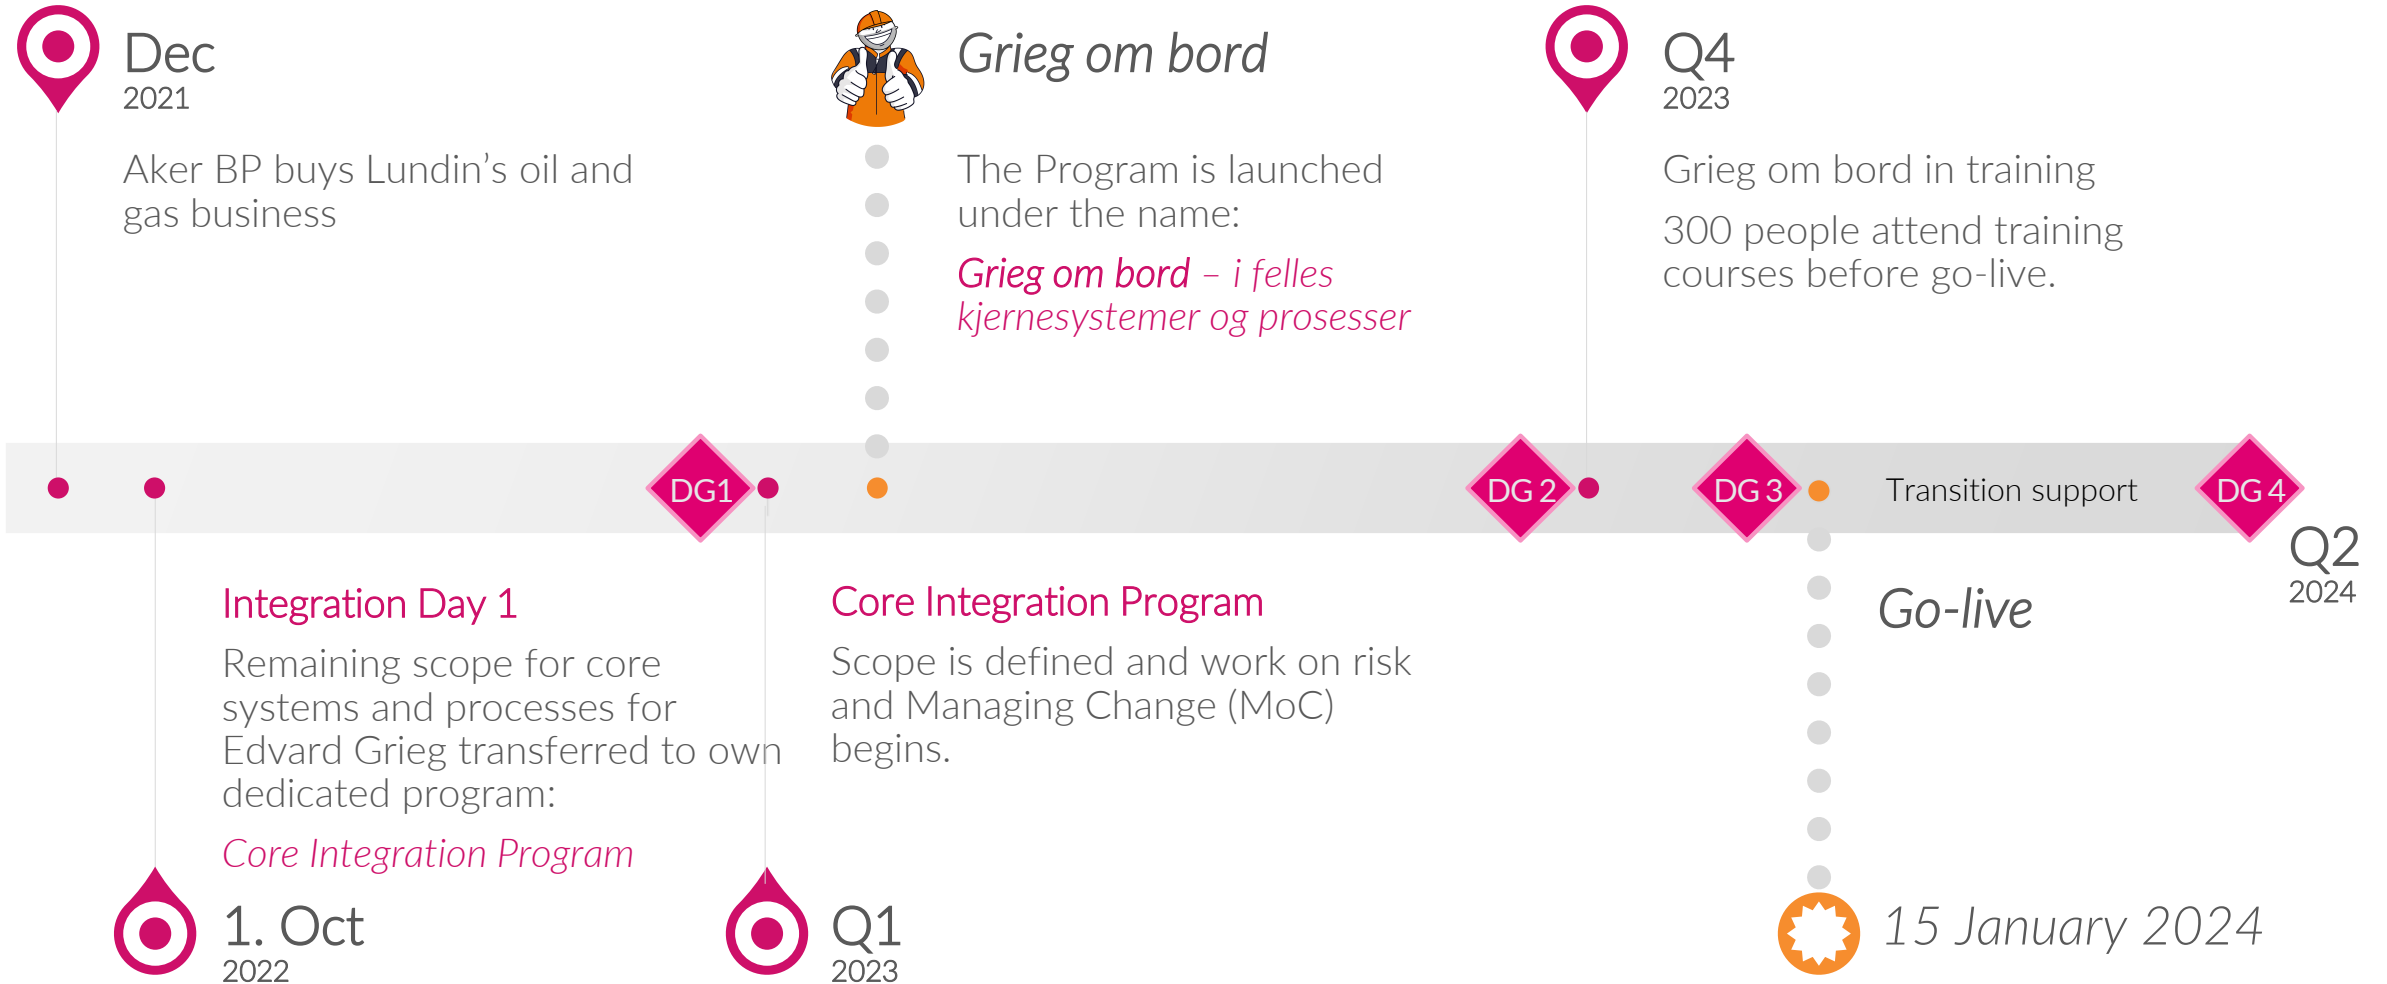 Dec
2021
Aker BP buys Lundin’s oil and
gas business
Grieg om bord
The Program is launched
under the name:
Grieg om bord – i felles
kjernesystemer og prosesser
Q4
2023
Grieg om bord in training
300 people attend training
courses before go-live.
DG1
DG 2
DG 3
Transition support
DG 4
Q2
2024
Integration Day 1
Remaining scope for core
systems and processes for
Edvard Grieg transferred to own
dedicated program:
Core Integration Program
1. Oct
2022
Core Integration Program
Scope is defined and work on risk
and Managing Change (MoC)
begins.
Q1
2023
Go-live
15 January 2024